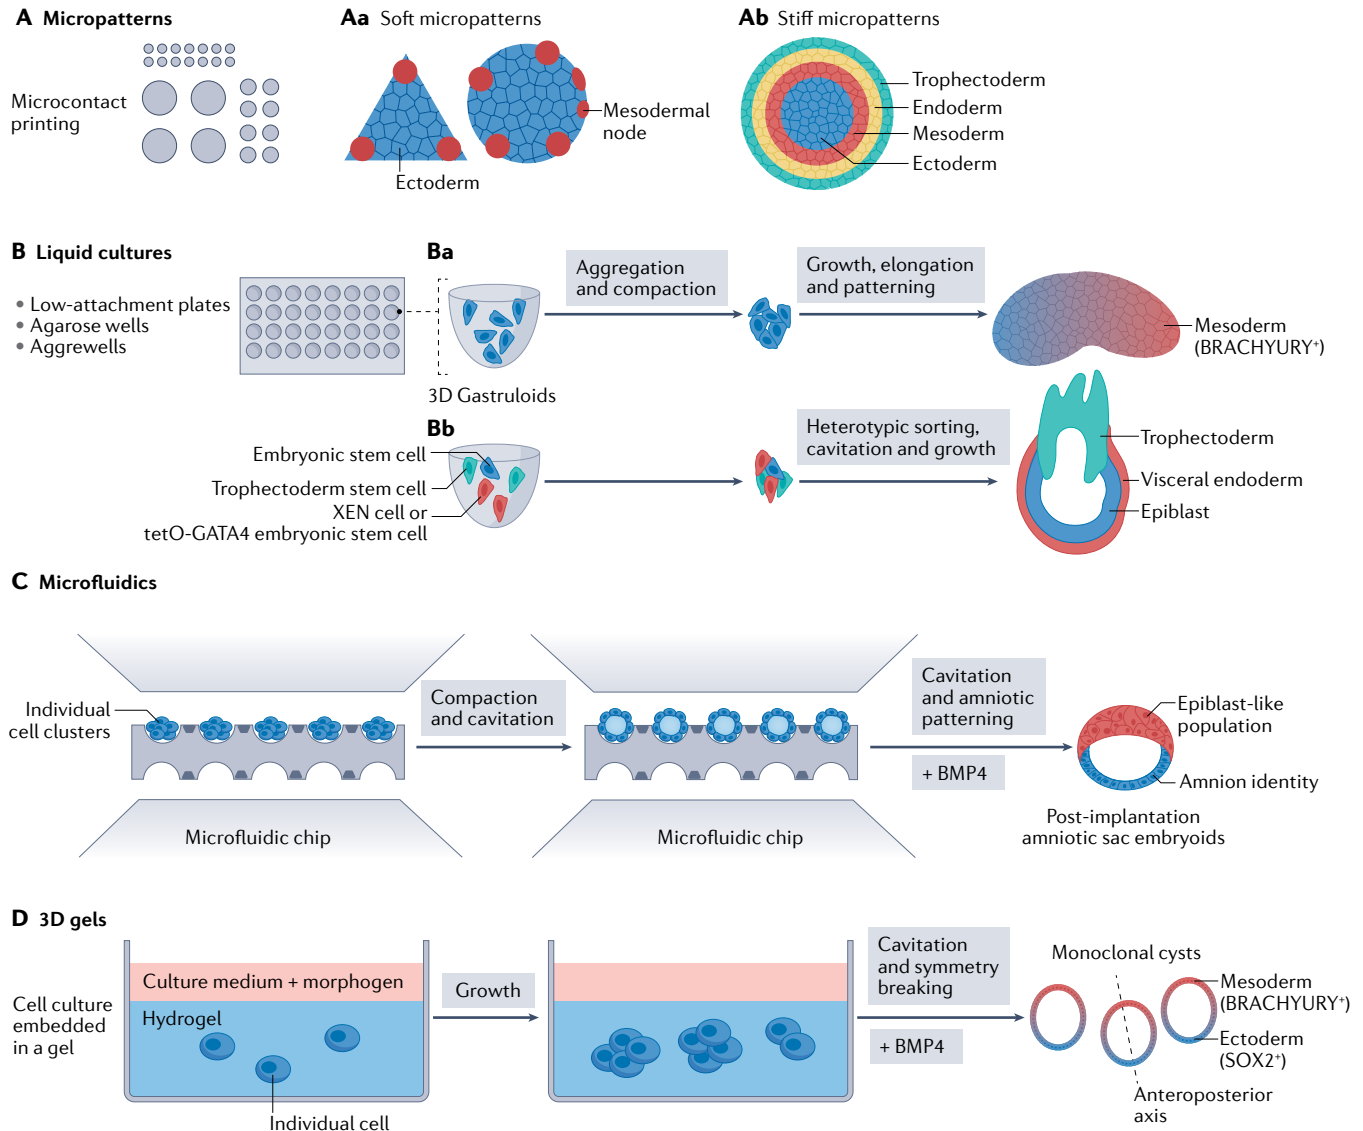 A Micropatterns
Microcontact
printing
Aa Soft micropatterns
Mesodermal
node
Ectoderm
Ab Stiff micropatterns
Trophectoderm
Endoderm
Mesoderm
Ectoderm
B Liquid cultures
• Low-attachment plates
• Agarose wells
• Aggrewells
Ba
3D Gastruloids
Aggregation
and compaction
Growth, elongation
and patterning
Mesoderm
(BRACHYURY⁺)
Bb
Embryonic stem cell
Trophectoderm stem cell
XEN cell or
tetO-GATA4 embryonic stem cell
Heterotypic sorting,
cavitation and growth
Trophectoderm
Visceral endoderm
Epiblast
C Microfluidics
Individual
cell clusters
Microfluidic chip
Compaction
and cavitation
Microfluidic chip
Cavitation
and amniotic
patterning
+ BMP4
Epiblast-like
population
Amnion identity
Post-implantation
amniotic sac embryoids
D 3D gels
Cell culture
embedded
in a gel
Culture medium + morphogen
Hydrogel
Individual cell
Growth
Cavitation
and symmetry
breaking
+ BMP4
Monoclonal cysts
Mesoderm
(BRACHYURY⁺)
Ectoderm
(SOX2⁺)
Anteroposterior
axis